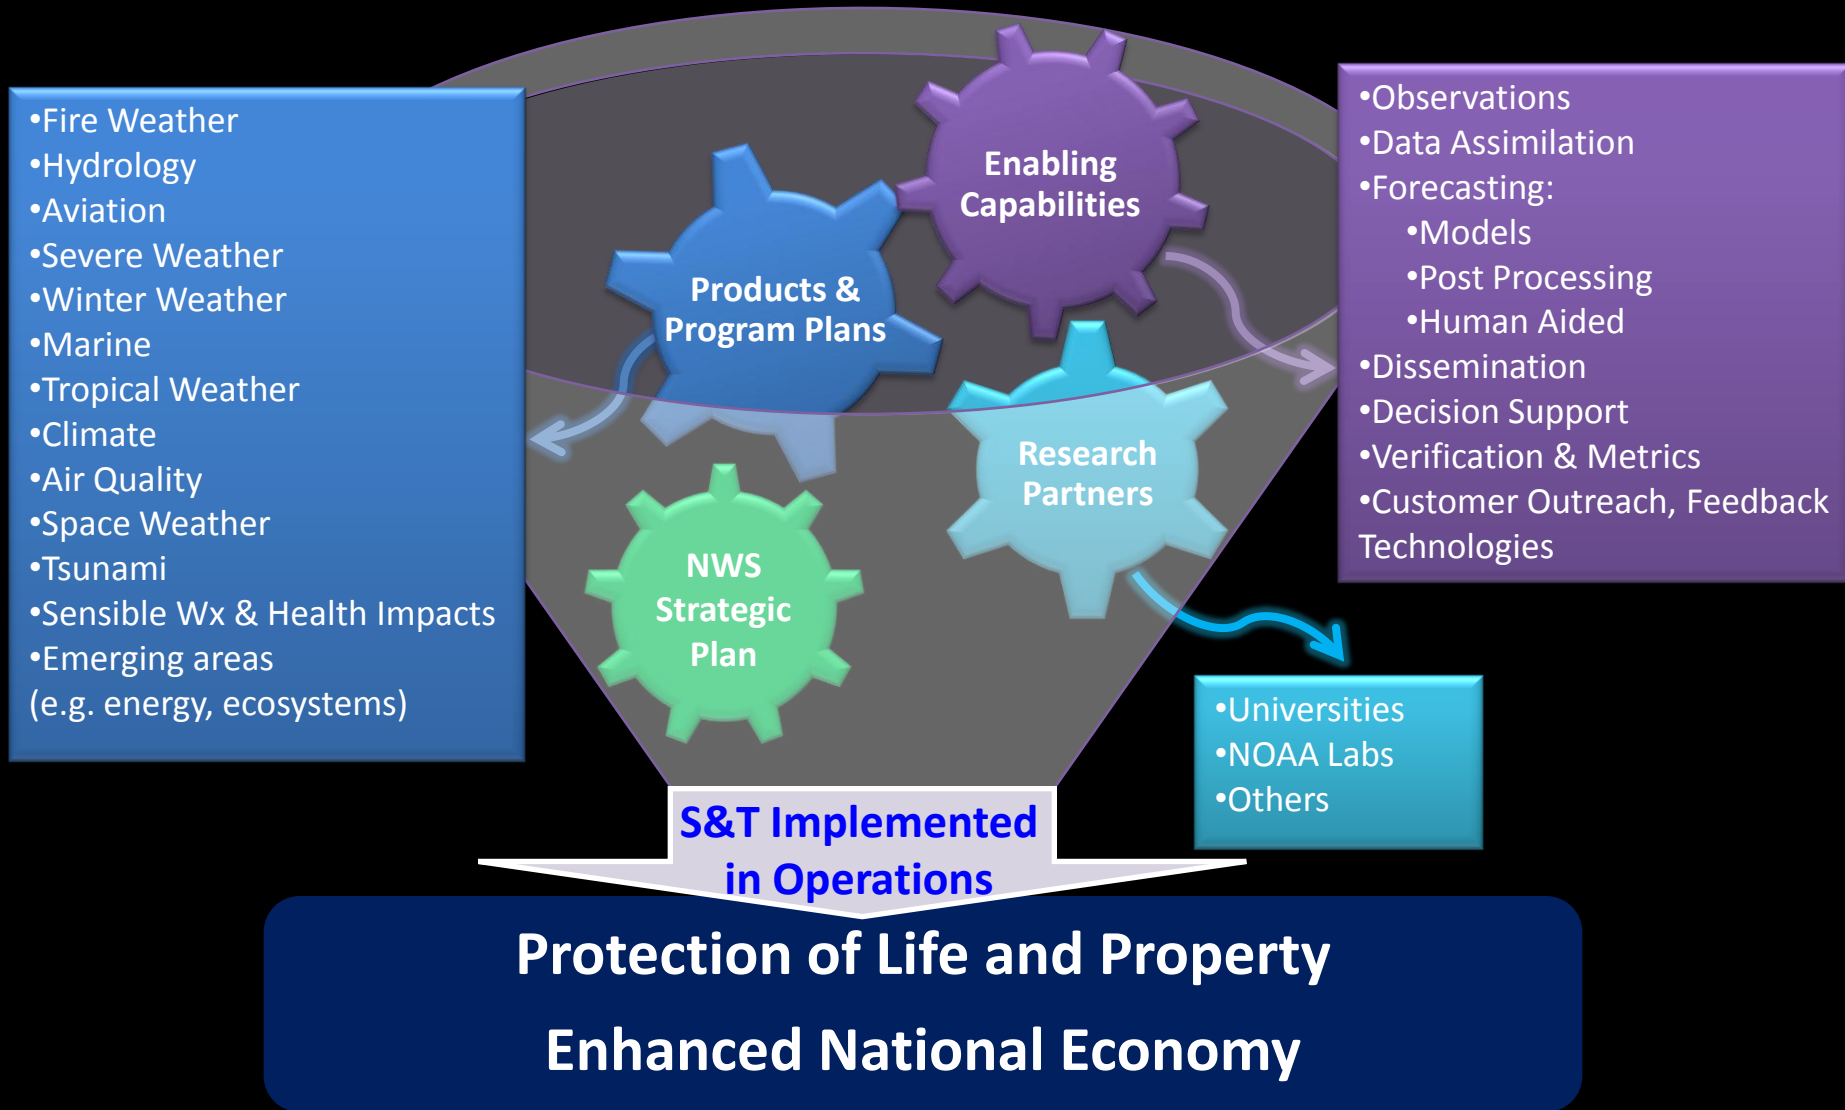 •Fire Weather
•Hydrology
•Aviation
•Severe Weather
•Winter Weather
•Marine
•Tropical Weather
•Climate
•Air Quality
•Space Weather
•Tsunami
•Sensible Wx & Health Impacts
•Emerging areas
(e.g. energy, ecosystems)
Enabling
Capabilities
Products &
Program Plans
Research
Partners
NWS
Strategic
Plan
•Observations
•Data Assimilation
•Forecasting:
•Models
•Post Processing
•Human Aided
•Dissemination
•Decision Support
•Verification & Metrics
•Customer Outreach, Feedback
Technologies
•Universities
•NOAA Labs
•Others
S&T Implemented
in Operations
Protection of Life and Property
Enhanced National Economy